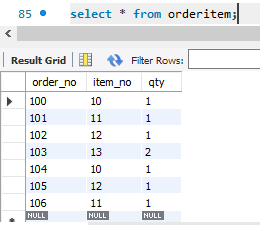 85 select * from orderitem;
Result Grid Filter Rows:
order_no item_no qty
100 10 1
101 11 1
102 12 1
103 13 2
104 10 1
105 12 1
106 11 1
NULL NULL NULL